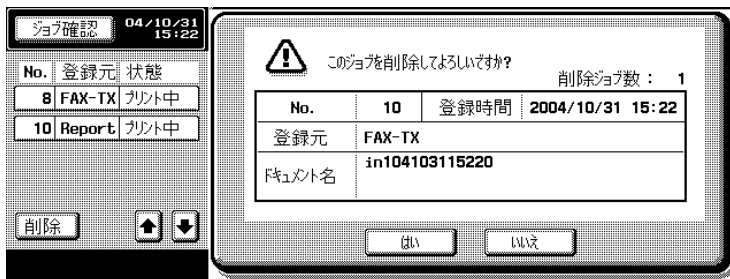 ジョブ確認 04/10/31 15:22
No. 登録元 状態
8 FAX-TX プリント中
10 Report プリント中
削除
このジョブを削除してよろしいですか?
削除ジョブ数: 1
No. 10 登録時間 2004/10/31 15:22
登録元 FAX-TX
ドキュメント名 in104103115220
はい いいえ